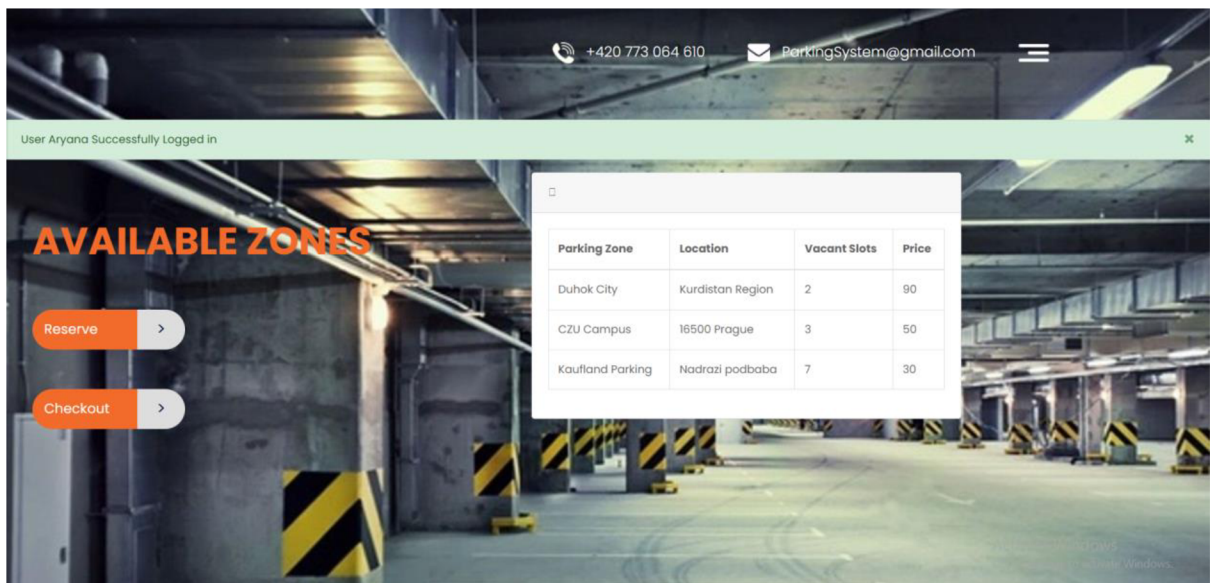 +420 773 064 610 ParkingSystem@gmail.com
User Aryana Successfully Logged in
AVAILABLE ZONES
Reserve
Checkout
Parking Zone Location Vacant Slots Price
Duhok City Kurdistan Region 2 90
CZU Campus 16500 Prague 3 50
Kaufland Parking Nadrazi podbaba 7 30
Windows.